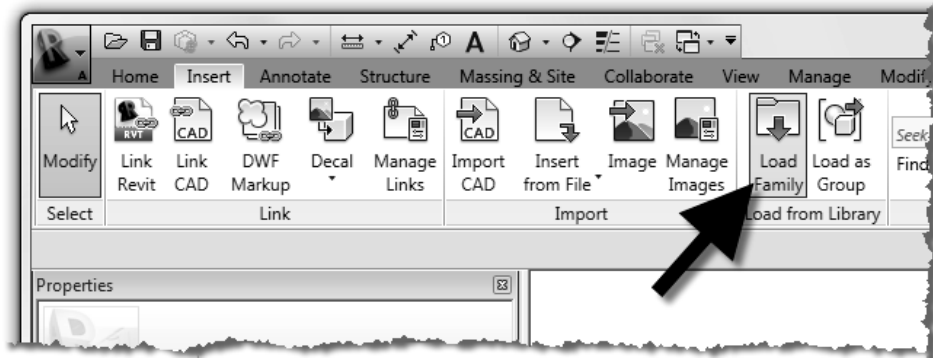 A
Home Insert Annotate Structure Massing & Site Collaborate View Manage Modify
Modify
Link Revit
Link CAD
DWF Markup
Decal
Manage Links
Import CAD
Insert from File
Image
Manage Images
Load Family
Load as Group
Seek
Find
Select Link Import Load from Library
Properties